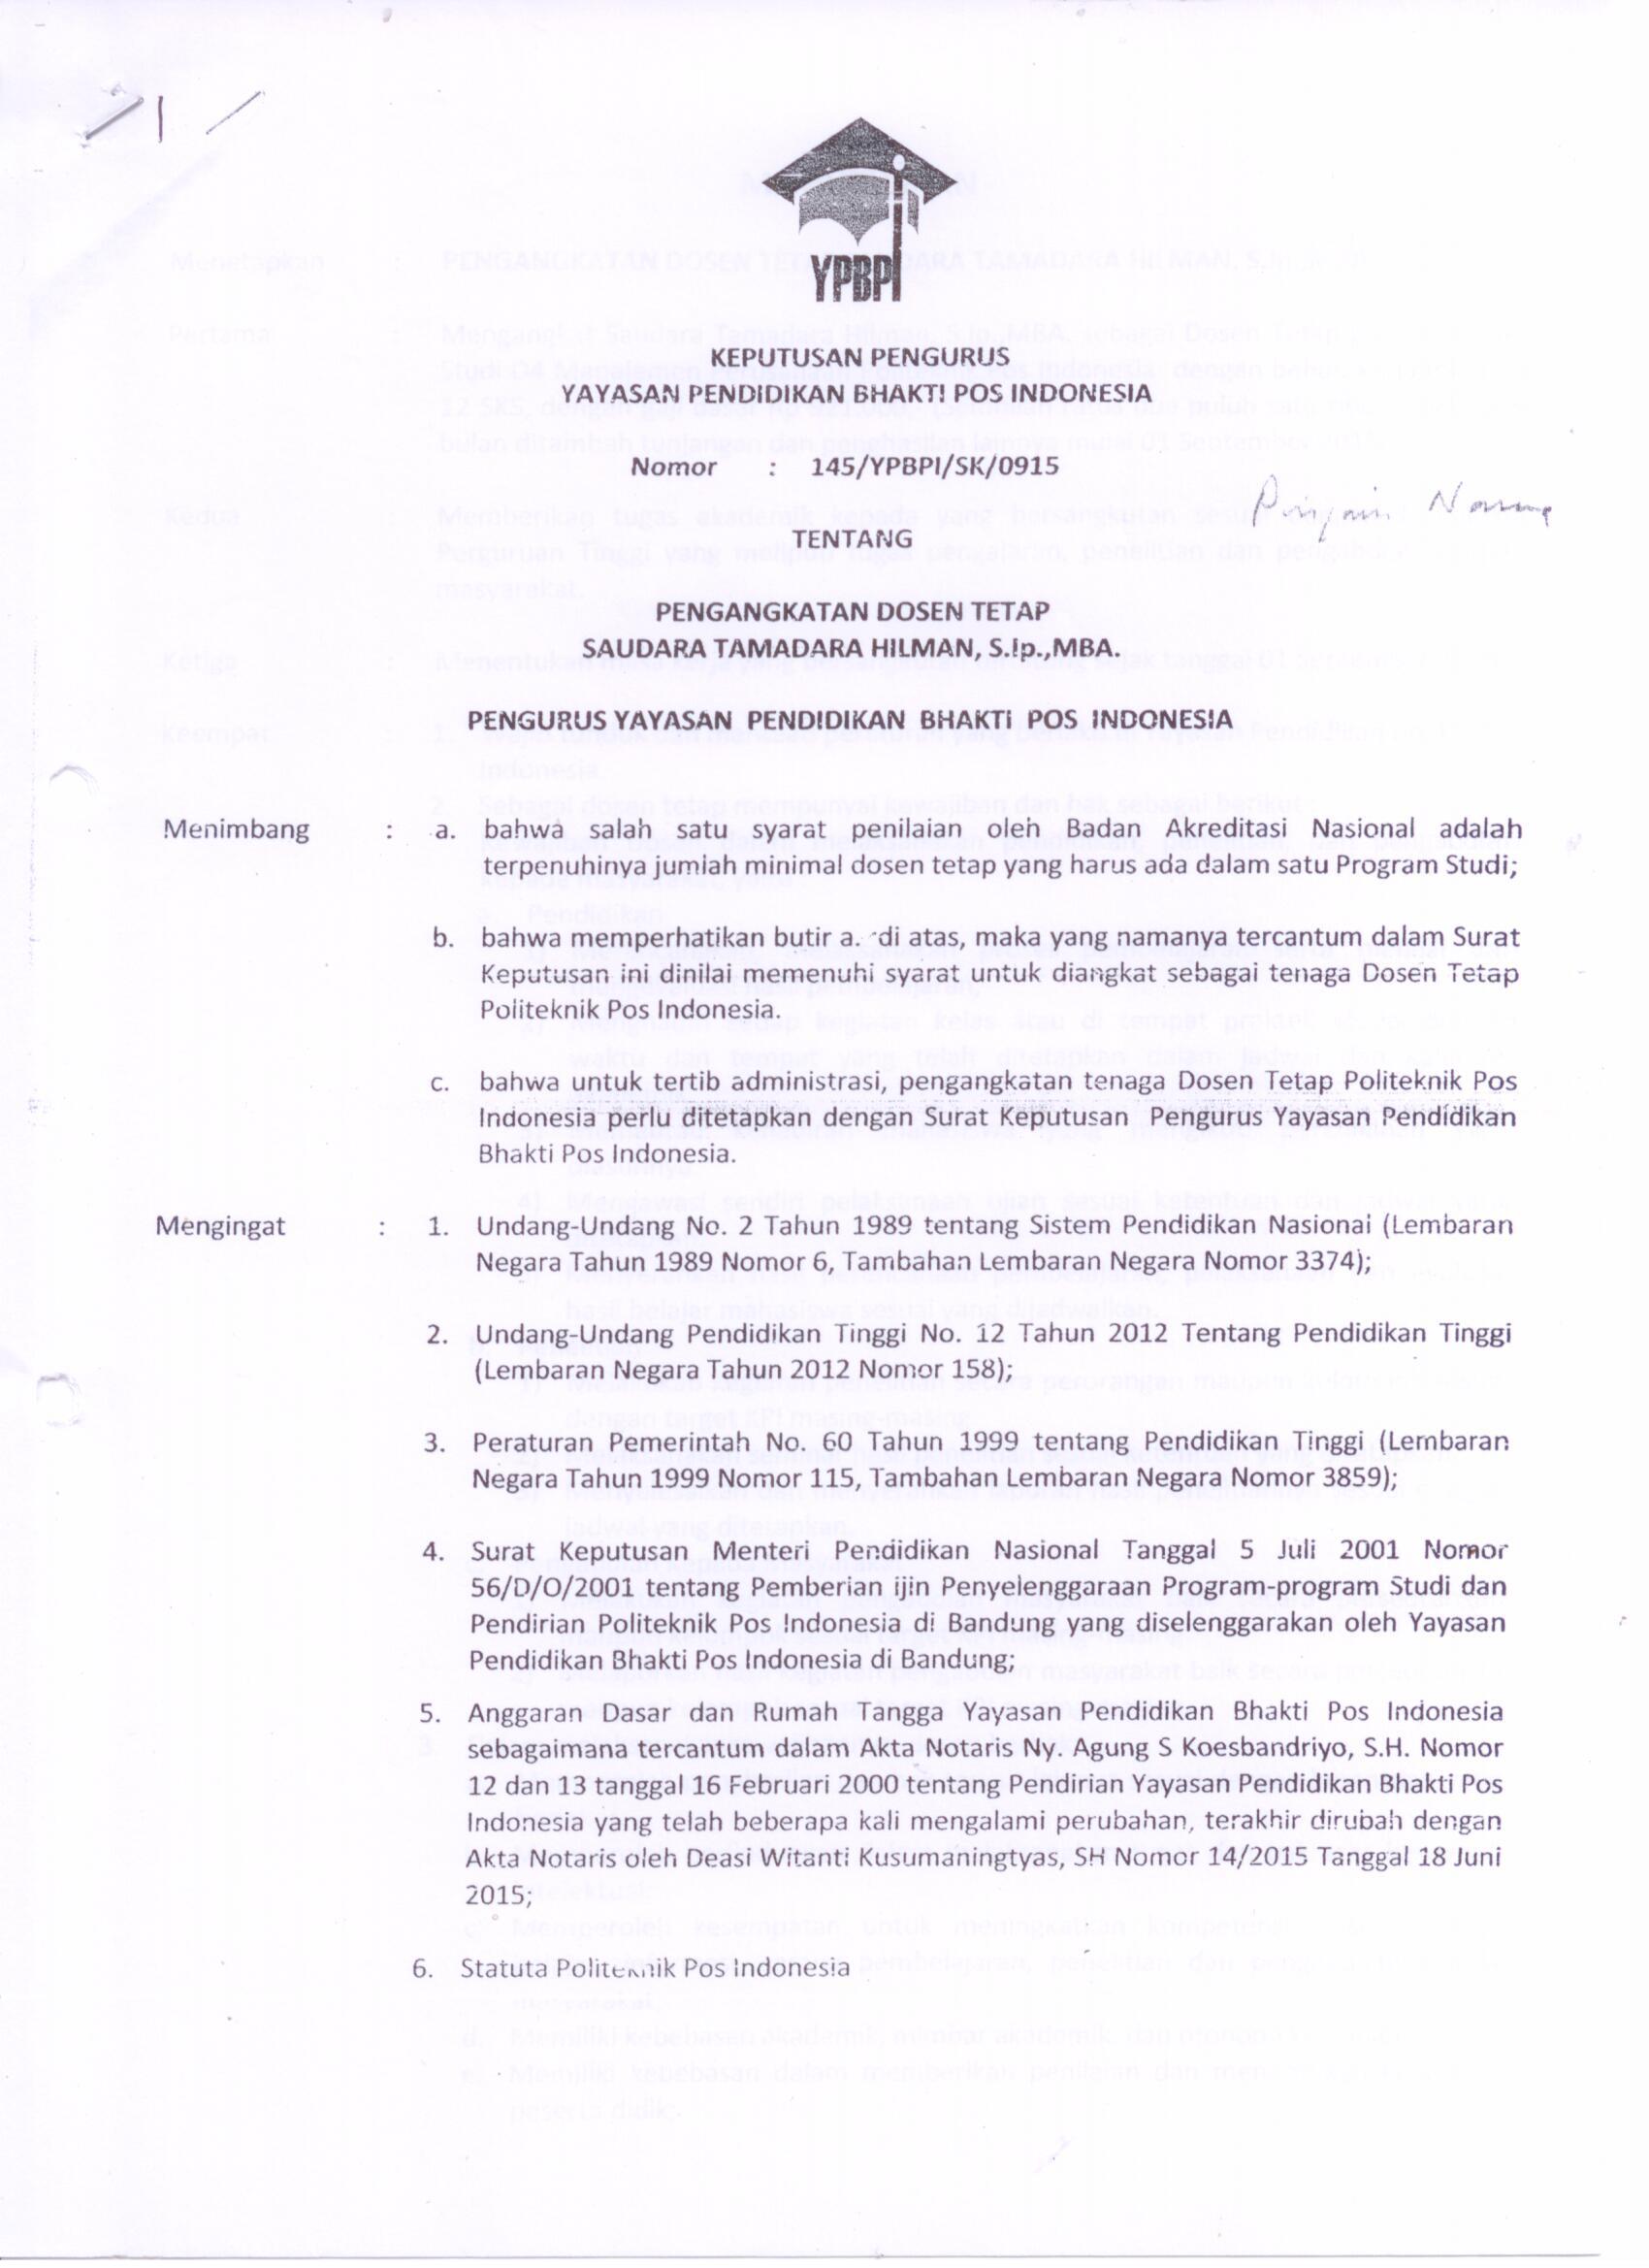 YPBPI
KEPUTUSAN PENGURUS
YAYASAN PENDIDIKAN BHAKTI POS INDONESIA
Nomor : 145/YPBPI/SK/0915
TENTANG
PENGANGKATAN DOSEN TETAP
SAUDARA TAMADARA HILMAN, S.Ip.,MBA.
PENGURUS YAYASAN PENDIDIKAN BHAKTI POS INDONESIA
Menimbang : a. bahwa salah satu syarat penilaian oleh Badan Akreditasi Nasional adalah
terpenuhinya jumlah minimal dosen tetap yang harus ada dalam satu Program Studi;
b. bahwa memperhatikan butir a. di atas, maka yang namanya tercantum dalam Surat
Keputusan ini dinilai memenuhi syarat untuk diangkat sebagai tenaga Dosen Tetap
Politeknik Pos Indonesia.
c. bahwa untuk tertib administrasi, pengangkatan tenaga Dosen Tetap Politeknik Pos
Indonesia perlu ditetapkan dengan Surat Keputusan Pengurus Yayasan Pendidikan
Bhakti Pos Indonesia.
Mengingat : 1. Undang-Undang No. 2 Tahun 1989 tentang Sistem Pendidikan Nasional (Lembaran
Negara Tahun 1989 Nomor 6, Tambahan Lembaran Negara Nomor 3374);
2. Undang-Undang Pendidikan Tinggi No. 12 Tahun 2012 Tentang Pendidikan Tinggi
(Lembaran Negara Tahun 2012 Nomor 158);
3. Peraturan Pemerintah No. 60 Tahun 1999 tentang Pendidikan Tinggi (Lembaran
Negara Tahun 1999 Nomor 115, Tambahan Lembaran Negara Nomor 3859);
4. Surat Keputusan Menteri Pendidikan Nasional Tanggal 5 Juli 2001 Nomor
56/D/O/2001 tentang Pemberian ijin Penyelenggaraan Program-program Studi dan
Pendirian Politeknik Pos Indonesia di Bandung yang diselenggarakan oleh Yayasan
Pendidikan Bhakti Pos Indonesia di Bandung;
5. Anggaran Dasar dan Rumah Tangga Yayasan Pendidikan Bhakti Pos Indonesia
sebagaimana tercantum dalam Akta Notaris Ny. Agung S Koesbandriyo, S.H. Nomor
12 dan 13 tanggal 16 Februari 2000 tentang Pendirian Yayasan Pendidikan Bhakti Pos
Indonesia yang telah beberapa kali mengalami perubahan, terakhir dirubah dengan
Akta Notaris oleh Deasi Witanti Kusumaningtyas, SH Nomor 14/2015 Tanggal 18 Juni
2015;
6. Statuta Politeknik Pos Indonesia